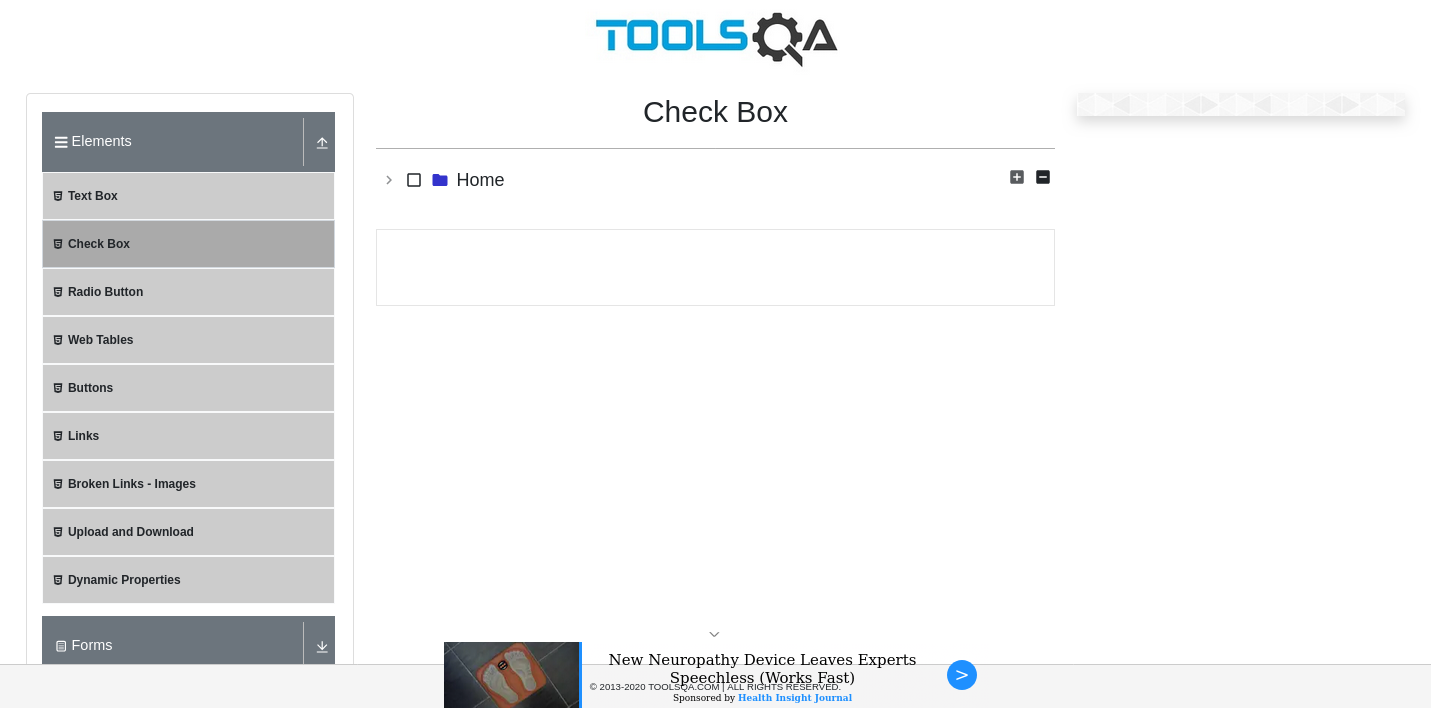 TOOLSQA
Elements
Text Box
Check Box
Radio Button
Web Tables
Buttons
Links
Broken Links - Images
Upload and Download
Dynamic Properties
Forms
Check Box
Home
New Neuropathy Device Leaves Experts
Speechless (Works Fast)
© 2013-2020 TOOLSQA.COM | ALL RIGHTS RESERVED.
Sponsored by Health Insight Journal